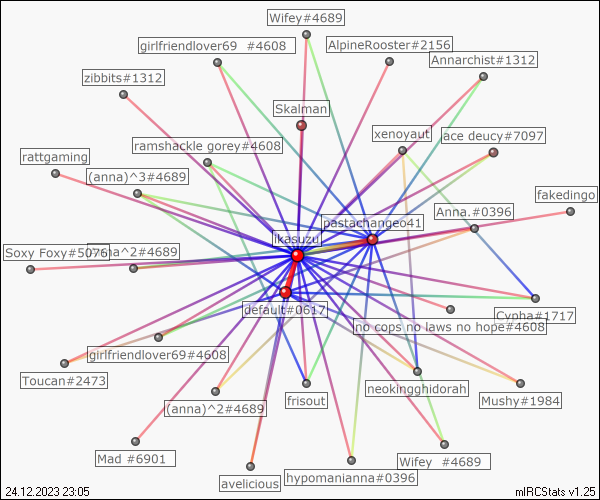 Wifey#4689
girlfriendlover69 #4608
AlpineRooster#2156
Annarchist#1312
zibbits#1312
Skalman
xenoyaut
ace deucy#7097
ramshackle gorey#4608
rattgaming
(anna)^3#4689
fakedingo
Anna.#0396
pastachangeo41
ikasuzu
Soxy Foxy#5076
^2#4689
default#0617
Cypha#1717
no cops no laws no hope#4608
girlfriendlover69#4608
Toucan#2473
neokingghidorah
(anna)^2#4689
frisout
Mushy#1984
Mad #6901
Wifey #4689
avelicious
hypomanianna#0396
24.12.2023 23:05
mIRCStats v1.25